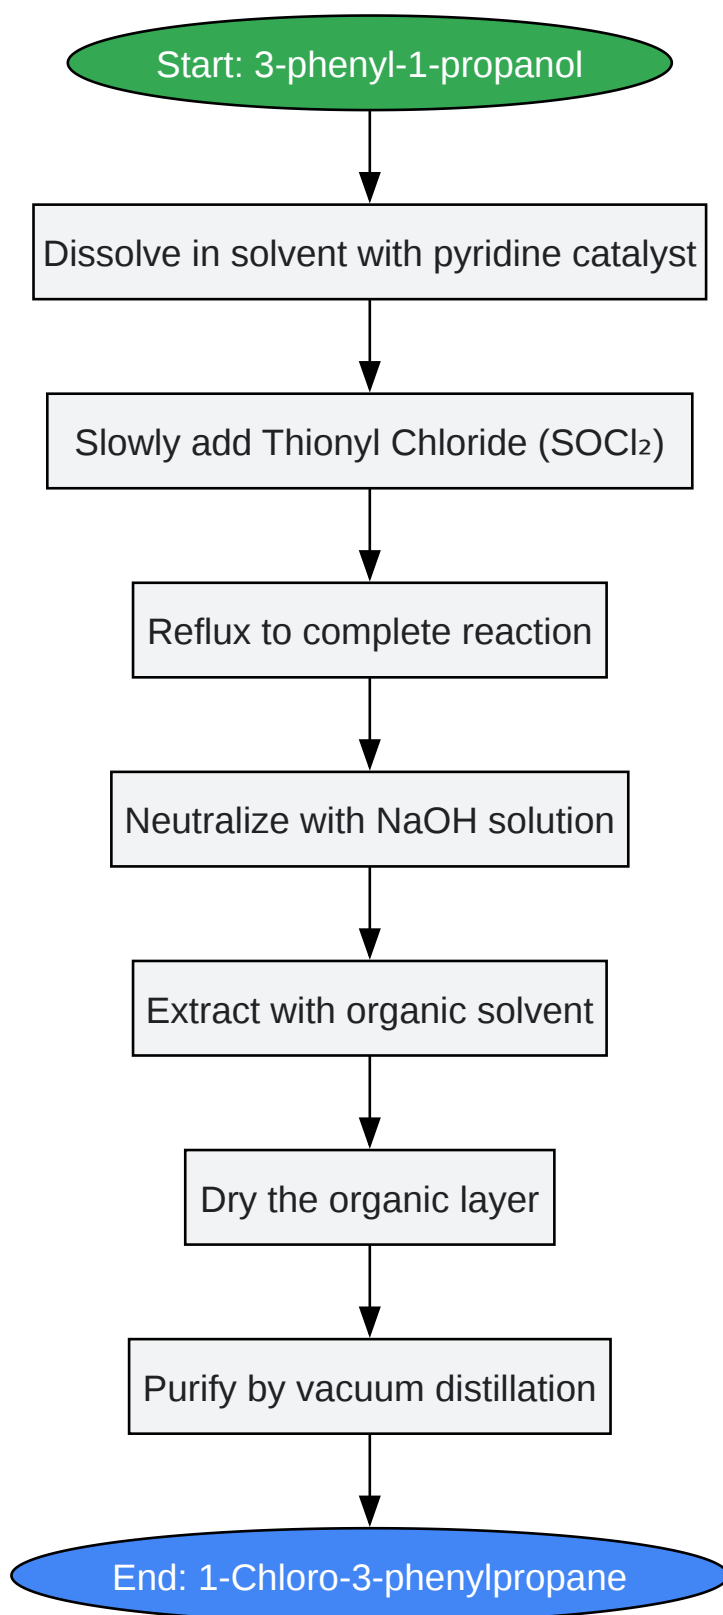 Start: 3-phenyl-1-propanol
Dissolve in solvent with pyridine catalyst
Slowly add Thionyl Chloride (SOCl₂)
Reflux to complete reaction
Neutralize with NaOH solution
Extract with organic solvent
Dry the organic layer
Purify by vacuum distillation
End: 1-Chloro-3-phenylpropane